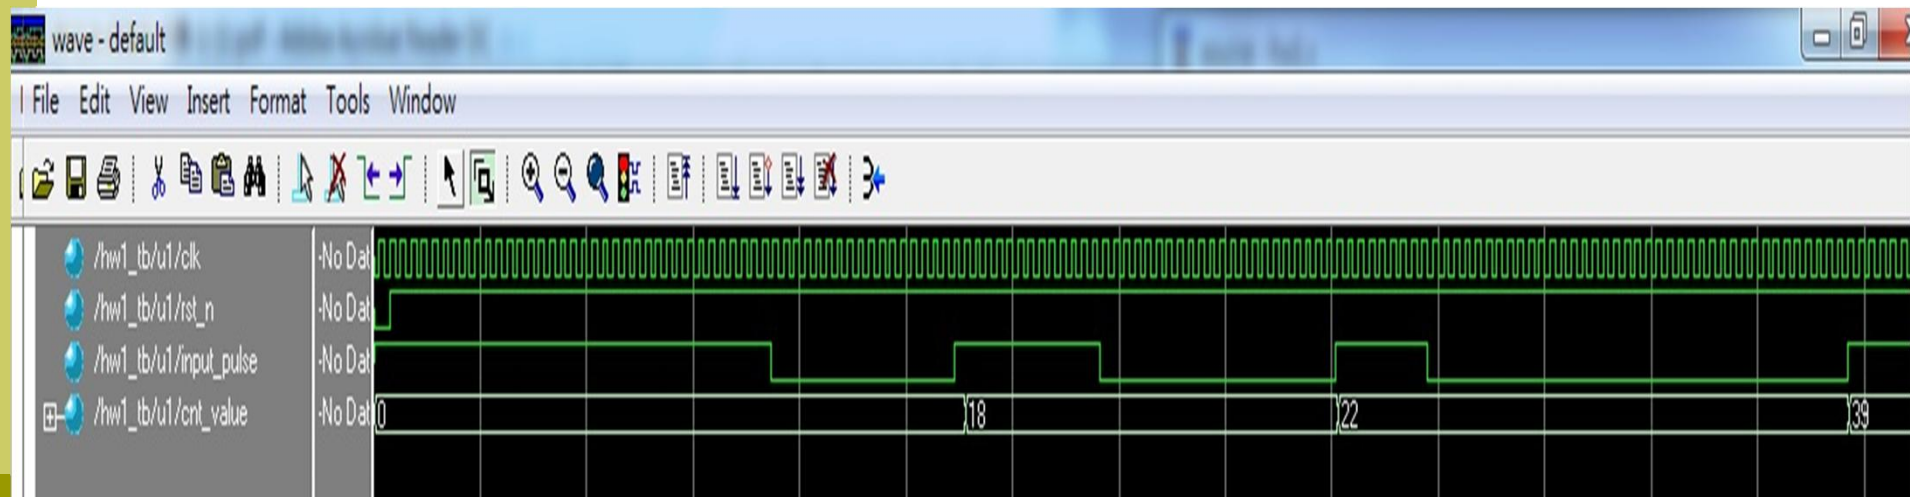 wave - default
File Edit View Insert Format Tools Window
/hw1_tb/u1/clk -No Dat
/hw1_tb/u1/rst_n -No Dat
/hw1_tb/u1/input_pulse -No Dat
/hw1_tb/u1/cnt_value -No Dat 0 18 22 39